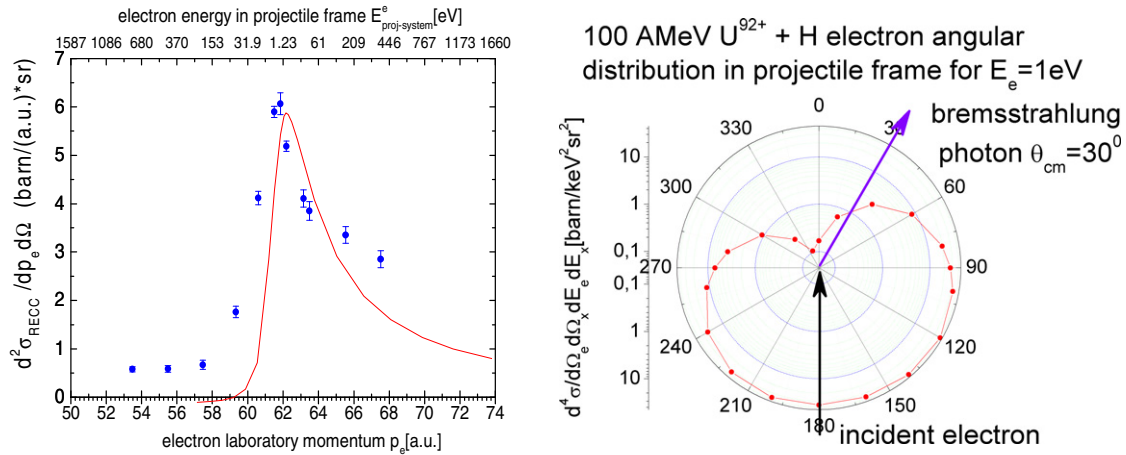 electron energy in projectile frame E^e_proj-system [eV]
1587 1086 680 370 153 31.9 1.23 61 209 446 767 1173 1660
d²σ_RECC /dp_e dΩ (barn/(a.u.)*sr)
7
6
5
4
3
2
1
0
50 52 54 56 58 60 62 64 66 68 70 72 74
electron laboratory momentum p_e[a.u.]
100 AMeV U^92+ + H electron angular
distribution in projectile frame for E_e=1eV
bremsstrahlung
photon θ_cm=30⁰
d⁴σ/dΩ_e dΩ_x dE_e dE_x[barn/keV²sr²]
10
1
0,1
0,1
1
10
0
30
60
90
120
150
180
210
240
270
300
330
incident electron